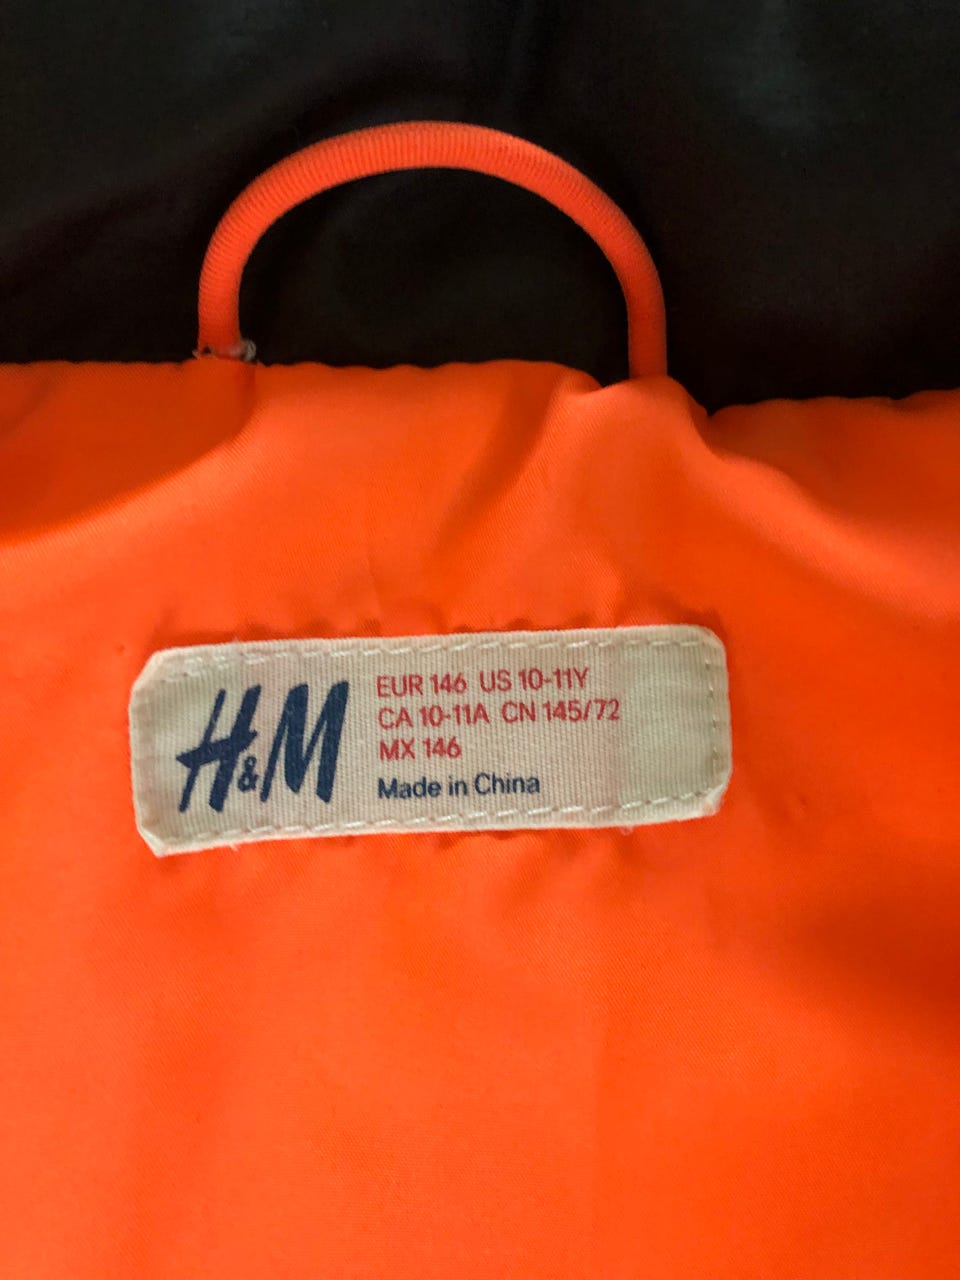 H&M
EUR 146 US 10-11Y
CA 10-11A CN 145/72
MX 146
Made in China